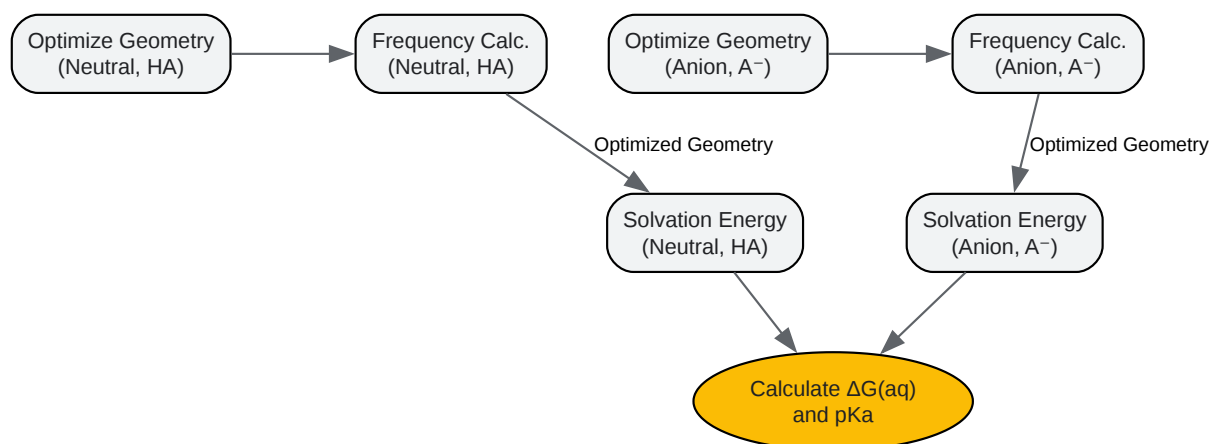 Optimize Geometry
(Neutral, HA)
Frequency Calc.
(Neutral, HA)
Optimize Geometry
(Anion, A⁻)
Frequency Calc.
(Anion, A⁻)
Optimized Geometry
Optimized Geometry
Solvation Energy
(Neutral, HA)
Solvation Energy
(Anion, A⁻)
Calculate ΔG(aq)
and pKa